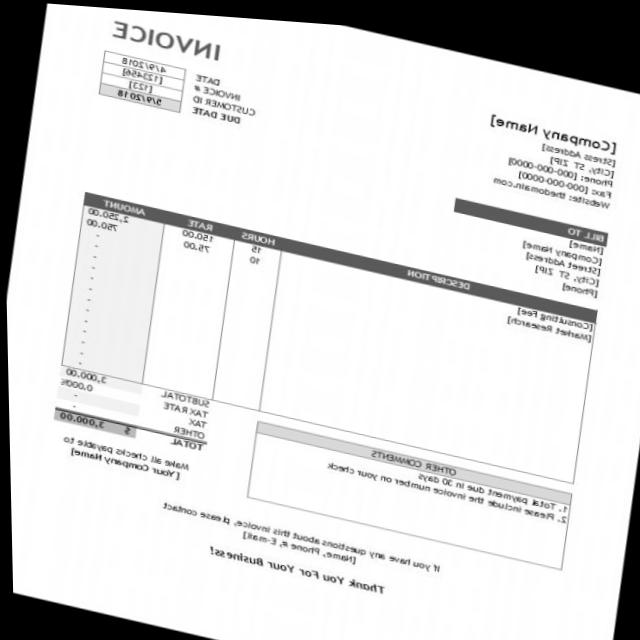 [Company Name]
[Stress Address]
[City, ST ZIP]
Phone: [000-000-0000]
Fax: [000-000-0000]
Website: thedomain.com
INVOICE
DATE 4/9/2018
INVOICE # [123456]
CUSTOMER ID [123]
DUE DATE 5/9/2018
BILL TO
[Name]
[Company Name]
[Street Address]
[City, ST ZIP]
[Phone]
DESCRIPTION HOURS RATE AMOUNT
[Consulting Fee] 15 150.00 2,250.00
[Market Research] 10 75.00 750.00
-
-
-
-
-
-
-
-
-
-
SUBTOTAL 3,000.00
TAX RATE 0.000%
TAX -
OTHER -
TOTAL $ 3,000.00
OTHER COMMENTS
1. Total payment due in 30 days
2. Please include the invoice number on your check
Make all checks payable to
[Your Company Name]
If you have any questions about this invoice, please contact
[Name, Phone #, E-mail]
Thank You For Your Business!